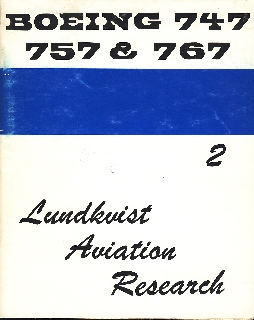 BOEING 747
757 & 767
2
Lundkvist
Aviation
Research